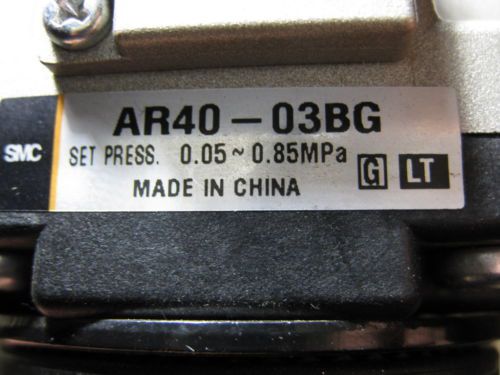 AR40-03BG
SMC SET PRESS. 0.05~0.85MPa G LT
MADE IN CHINA